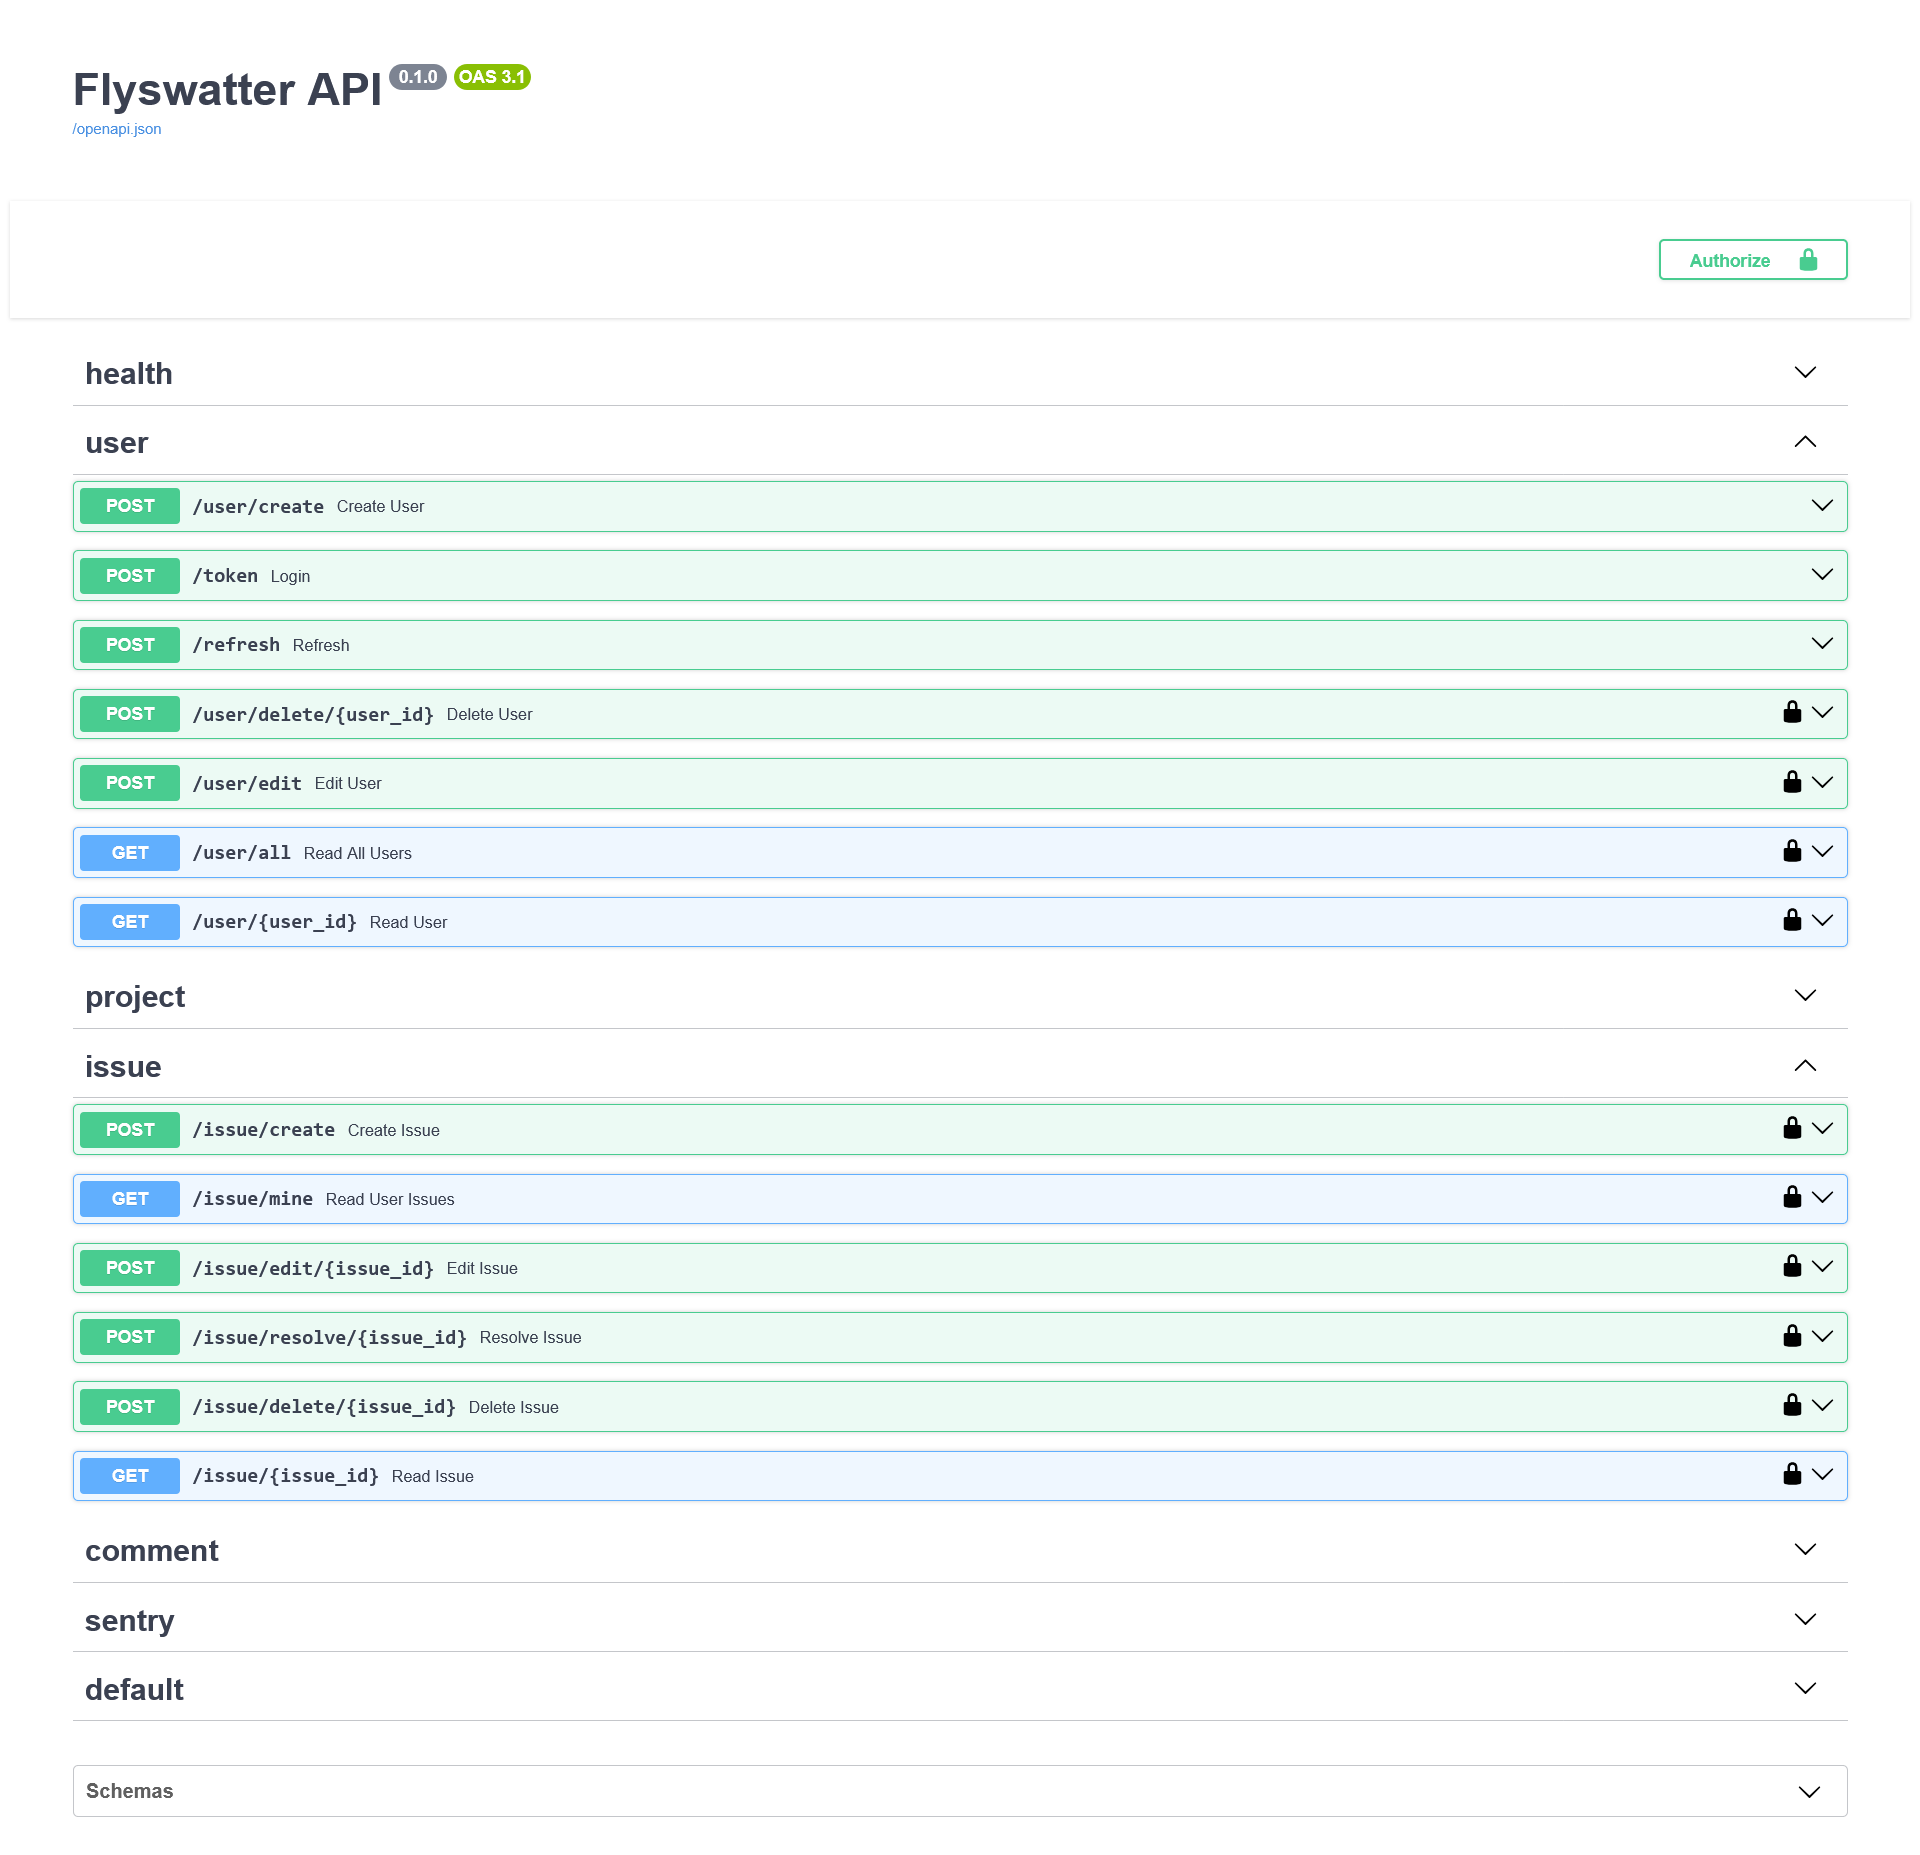 Flyswatter API 0.1.0 OAS 3.1
/openapi.json
Authorize
health
user
POST /user/create Create User
POST /token Login
POST /refresh Refresh
POST /user/delete/{user_id} Delete User
POST /user/edit Edit User
GET /user/all Read All Users
GET /user/{user_id} Read User
project
issue
POST /issue/create Create Issue
GET /issue/mine Read User Issues
POST /issue/edit/{issue_id} Edit Issue
POST /issue/resolve/{issue_id} Resolve Issue
POST /issue/delete/{issue_id} Delete Issue
GET /issue/{issue_id} Read Issue
comment
sentry
default
Schemas